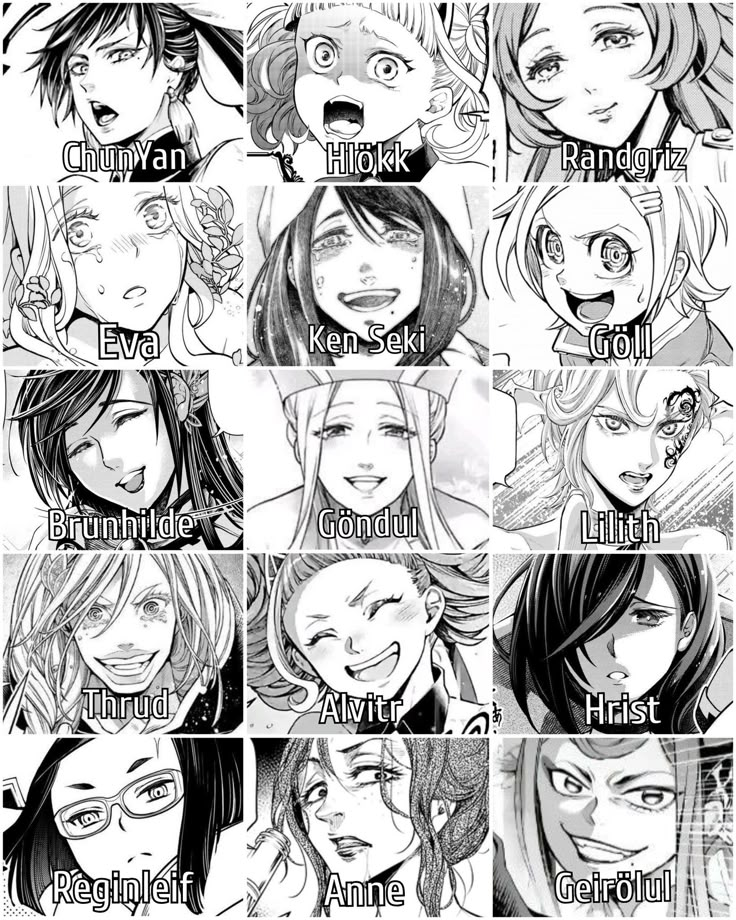 ChunYan
Hlökk
Randgriz
Eva
Ken Seki
Göll
Brunhilde
Göndul
Lilith
Thrud
Alvitr
Hrist
Reginleif
Anne
Geirölul